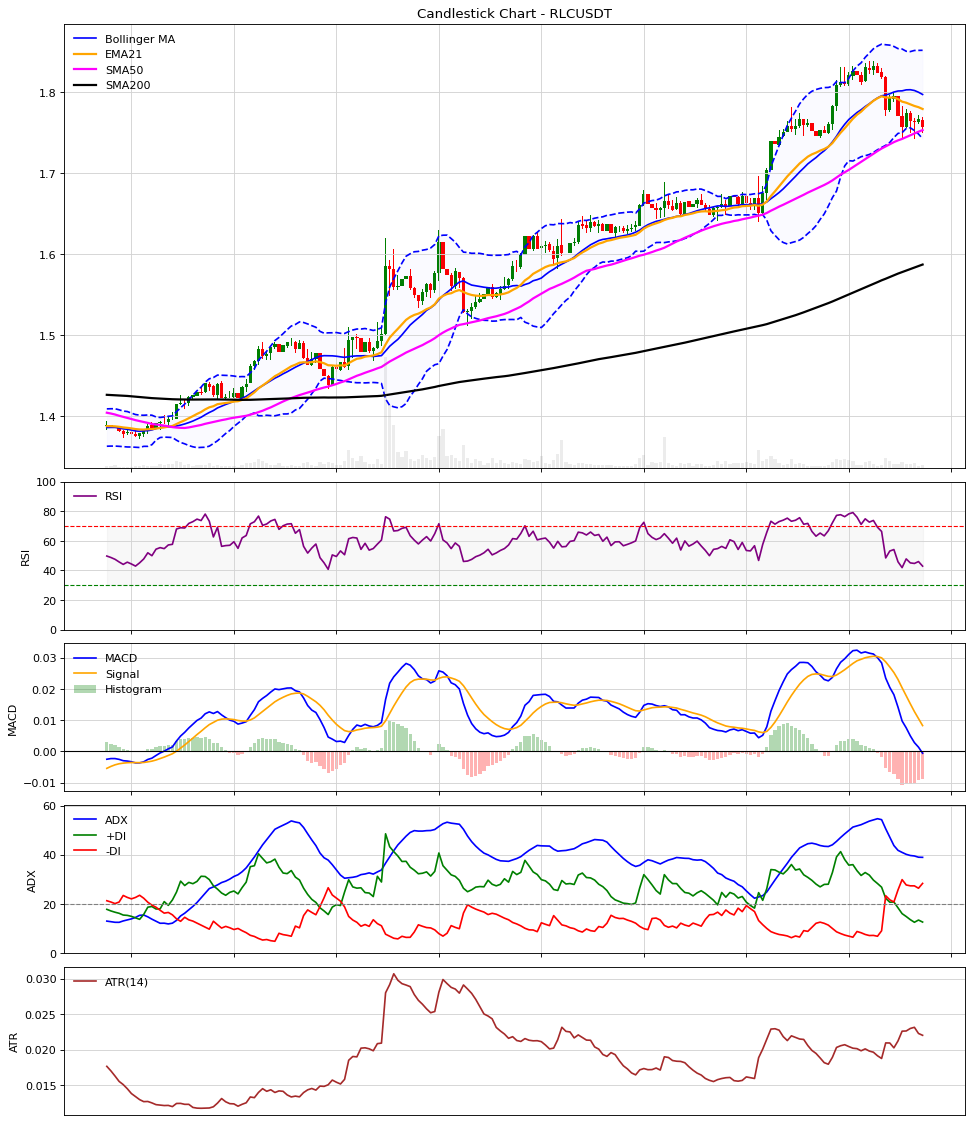 Candlestick Chart - RLCUSDT
Bollinger MA
EMA21
SMA50
SMA200
1.8
1.7
1.6
1.5
1.4
RSI
RSI
100
80
60
40
20
0
MACD
MACD
Signal
Histogram
0.03
0.02
0.01
0.00
−0.01
ADX
ADX
+DI
-DI
60
40
20
0
ATR
ATR(14)
0.030
0.025
0.020
0.015